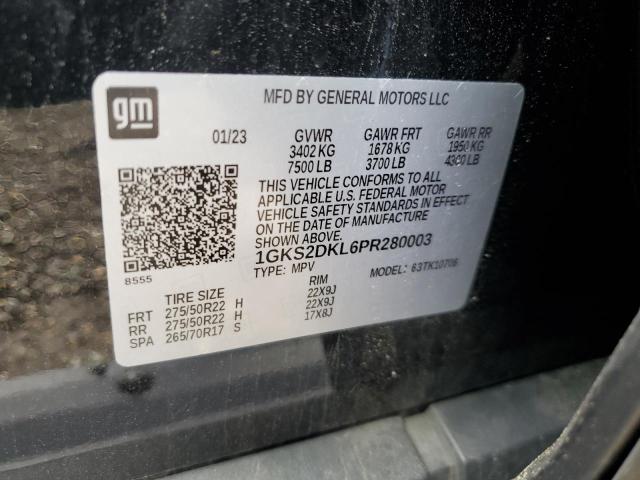 gm
MFD BY GENERAL MOTORS LLC
01/23 GVWR GAWR FRT GAWR RR
3402 KG 1678 KG 1950 KG
7500 LB 3700 LB 4300 LB
THIS VEHICLE CONFORMS TO ALL
APPLICABLE U.S. FEDERAL MOTOR
VEHICLE SAFETY STANDARDS IN EFFECT
ON THE DATE OF MANUFACTURE
SHOWN ABOVE.
8555
1GKS2DKL6PR280003
TYPE: MPV MODEL: 63TK10706
TIRE SIZE RIM
FRT 275/50R22 H 22X9J
RR 275/50R22 H 22X9J
SPA 265/70R17 S 17X8J